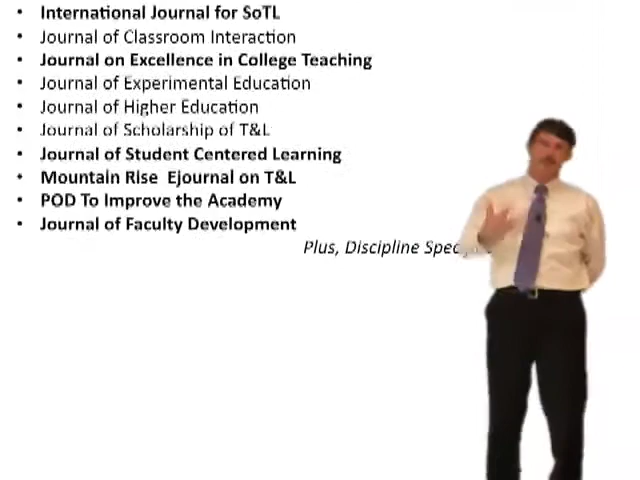 • International Journal for SoTL
• Journal of Classroom Interaction
• Journal on Excellence in College Teaching
• Journal of Experimental Education
• Journal of Higher Education
• Journal of Scholarship of T&L
• Journal of Student Centered Learning
• Mountain Rise Ejournal on T&L
• POD To Improve the Academy
• Journal of Faculty Development
Plus, Discipline